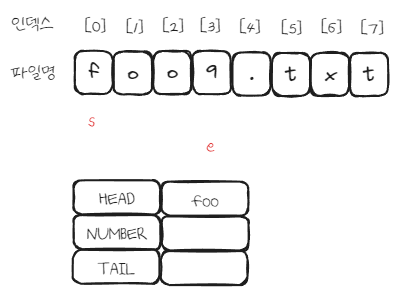 인덱스 [0] [1] [2] [3] [4] [5] [6] [7]
파일명 f o o 9 . t x t
s
e
HEAD foo
NUMBER
TAIL